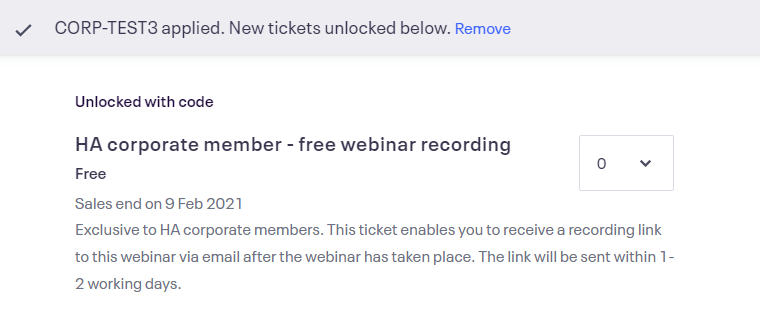 CORP-TEST3 applied. New tickets unlocked below. Remove
Unlocked with code
HA corporate member - free webinar recording
0
Free
Sales end on 9 Feb 2021
Exclusive to HA corporate members. This ticket enables you to receive a recording link
to this webinar via email after the webinar has taken place. The link will be sent within 1-
2 working days.